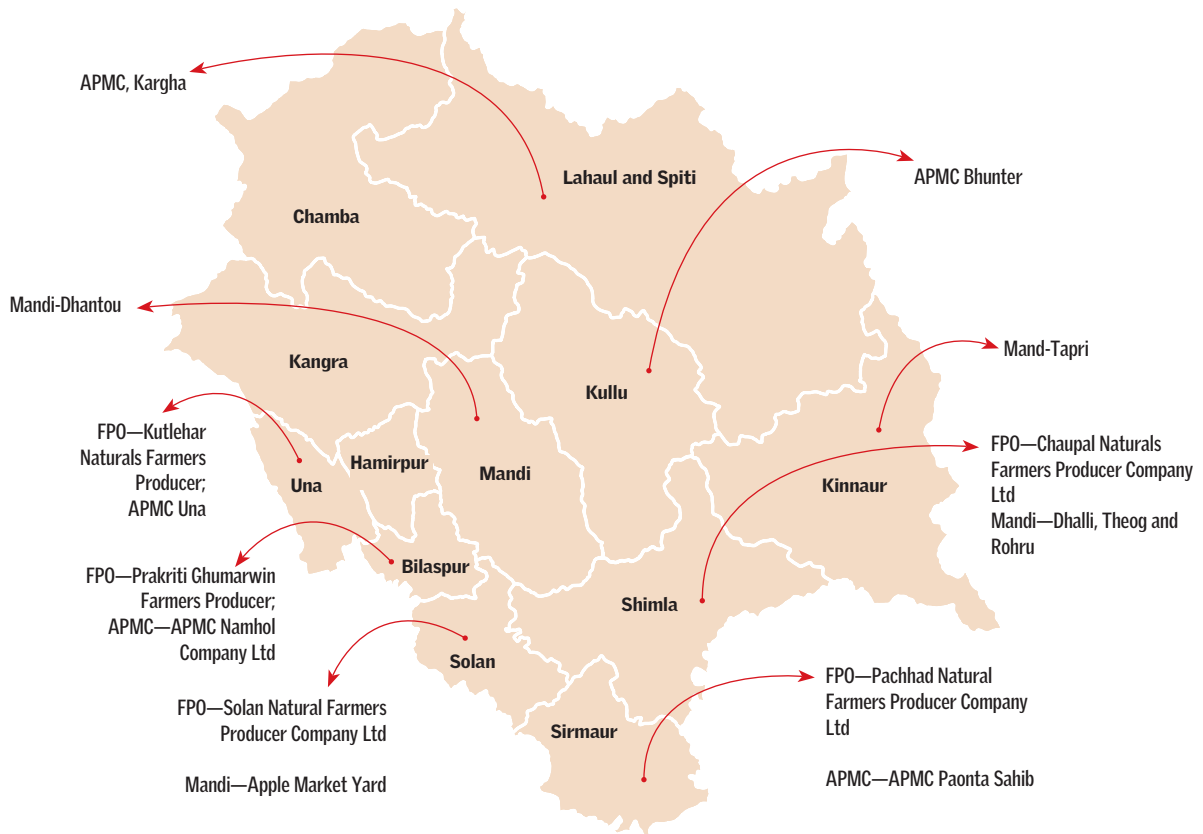 APMC, Kargha
Lahaul and Spiti
APMC Bhunter
Chamba
Mandi-Dhantou
Mand-Tapri
Kangra
Kullu
FPO—Kutlehar
Naturals Farmers
Producer;
APMC Una
Hamirpur
Una
Mandi
Kinnaur
FPO—Chaupal Naturals
Farmers Producer Company
Ltd
Mandi—Dhalli, Theog and
Rohru
FPO—Prakriti Ghumarwin
Farmers Producer;
APMC—APMC Namhol
Company Ltd
Bilaspur
Shimla
Solan
FPO—Solan Natural Farmers
Producer Company Ltd
Mandi—Apple Market Yard
Sirmaur
FPO—Pachhad Natural
Farmers Producer Company
Ltd
APMC—APMC Paonta Sahib